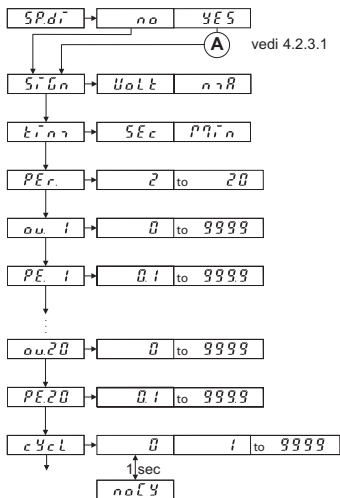 SP.di no YES
A vedi 4.2.3.1
SiGn VoLt mA
tim SEc Min
PEr. 2 to 20
ou. 1 0 to 9999
PE. 1 0.1 to 999.9
ou.20 0 to 9999
PE.20 0.1 to 999.9
cYcL 0 1 to 9999
1 sec
noCY